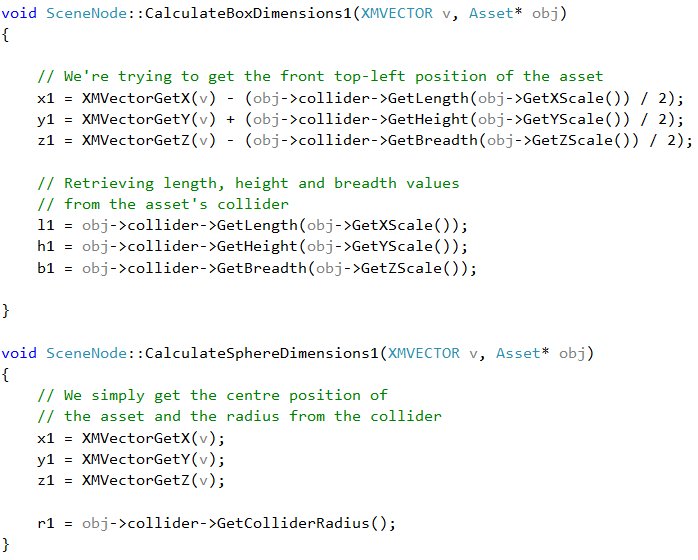 void SceneNode::CalculateBoxDimensions1(XMVECTOR v, Asset* obj)
{
// We're trying to get the front top-left position of the asset
x1 = XMVectorGetX(v) - (obj->collider->GetLength(obj->GetXScale()) / 2);
y1 = XMVectorGetY(v) + (obj->collider->GetHeight(obj->GetYScale()) / 2);
z1 = XMVectorGetZ(v) - (obj->collider->GetBreadth(obj->GetZScale()) / 2);
// Retrieving length, height and breadth values
// from the asset's collider
l1 = obj->collider->GetLength(obj->GetXScale());
h1 = obj->collider->GetHeight(obj->GetYScale());
b1 = obj->collider->GetBreadth(obj->GetZScale());
}
void SceneNode::CalculateSphereDimensions1(XMVECTOR v, Asset* obj)
{
// We simply get the centre position of
// the asset and the radius from the collider
x1 = XMVectorGetX(v);
y1 = XMVectorGetY(v);
z1 = XMVectorGetZ(v);
r1 = obj->collider->GetColliderRadius();
}